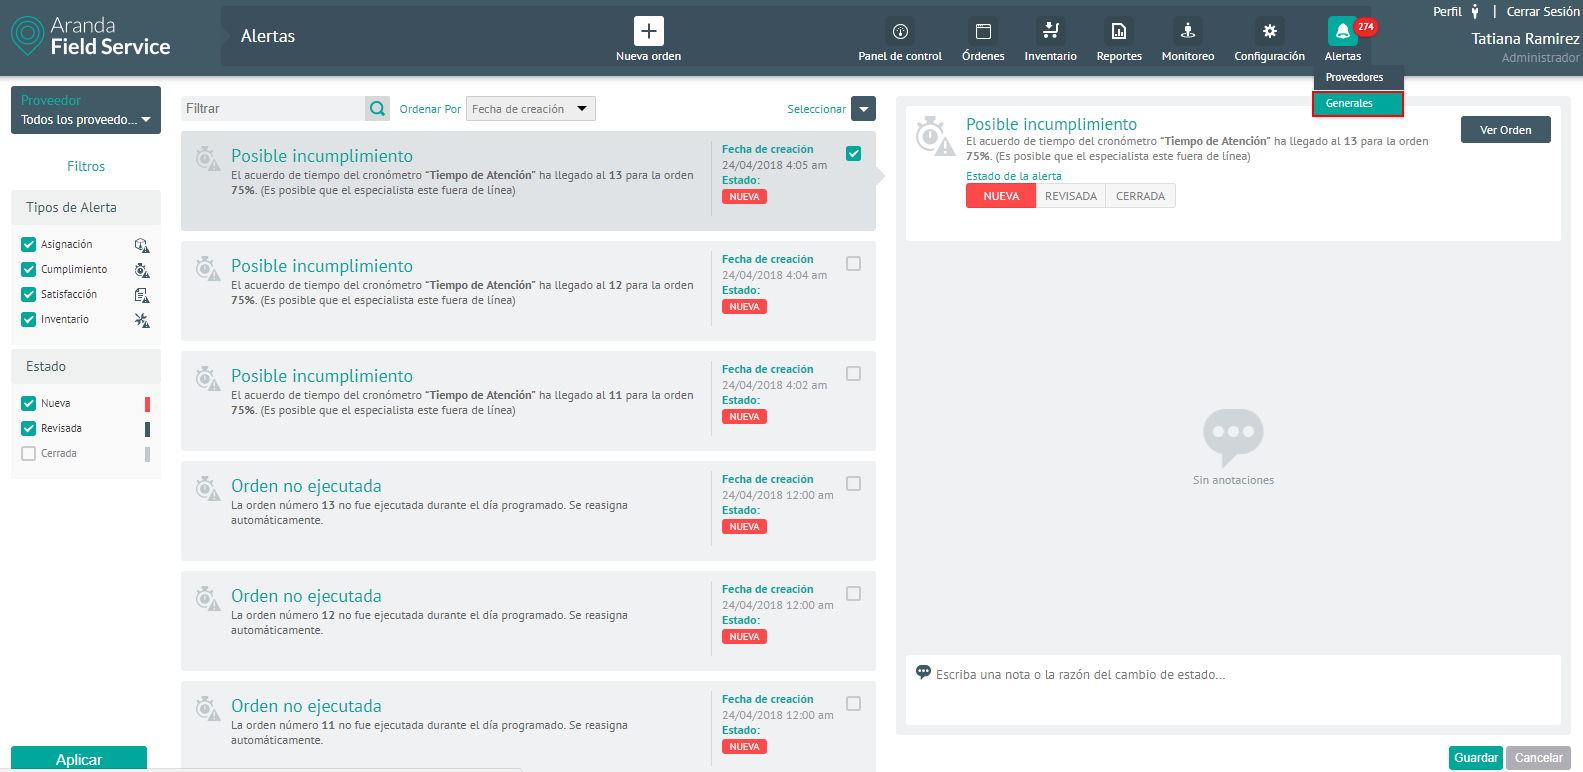 Aranda
Field Service
Alertas
Nueva orden
Panel de control
Órdenes
Inventario
Reportes
Monitoreo
Configuración
Alertas
274
Perfil | Cerrar Sesión
Tatiana Ramirez
Administrador
Proveedores
Generales
Proveedor
Todos los proveedo...
Filtros
Tipos de Alerta
Asignación
Cumplimiento
Satisfacción
Inventario
Estado
Nueva
Revisada
Cerrada
Aplicar
Filtrar
Ordenar Por
Fecha de creación
Seleccionar
Posible incumplimiento
El acuerdo de tiempo del cronómetro "Tiempo de Atención" ha llegado al 13 para la orden
75%. (Es posible que el especialista este fuera de línea)
Fecha de creación
24/04/2018 4:05 am
Estado:
NUEVA
Posible incumplimiento
El acuerdo de tiempo del cronómetro "Tiempo de Atención" ha llegado al 12 para la orden
75%. (Es posible que el especialista este fuera de línea)
Fecha de creación
24/04/2018 4:04 am
Estado:
NUEVA
Posible incumplimiento
El acuerdo de tiempo del cronómetro "Tiempo de Atención" ha llegado al 11 para la orden
75%. (Es posible que el especialista este fuera de línea)
Fecha de creación
24/04/2018 4:02 am
Estado:
NUEVA
Orden no ejecutada
La orden número 13 no fue ejecutada durante el día programado. Se reasigna
automáticamente.
Fecha de creación
24/04/2018 12:00 am
Estado:
NUEVA
Orden no ejecutada
La orden número 12 no fue ejecutada durante el día programado. Se reasigna
automáticamente.
Fecha de creación
24/04/2018 12:00 am
Estado:
NUEVA
Orden no ejecutada
La orden número 11 no fue ejecutada durante el día programado. Se reasigna
automáticamente.
Fecha de creación
24/04/2018 12:00 am
Estado:
NUEVA
Posible incumplimiento
El acuerdo de tiempo del cronómetro "Tiempo de Atención" ha llegado al 13 para la orden
75%. (Es posible que el especialista este fuera de línea)
Ver Orden
Estado de la alerta
NUEVA
REVISADA
CERRADA
Sin anotaciones
Escriba una nota o la razón del cambio de estado...
Guardar
Cancelar